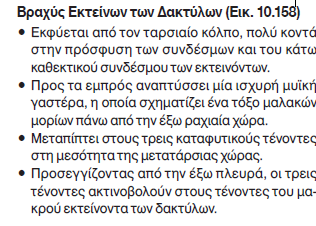 Βραχύς Εκτείνων των Δακτύλων (Εικ. 10.158)
• Εκφύεται από τον ταρσιαίο κόλπο, πολύ κοντά
στην πρόσφυση των συνδέσμων και του κάτω
καθεκτικού συνδέσμου των εκτεινόντων.
• Προς τα εμπρός αναπτύσσει μία ισχυρή μυϊκή
γαστέρα, η οποία σχηματίζει ένα τόξο μαλακών
μορίων πάνω από την έξω ραχιαία χώρα.
• Μεταπίπτει στους τρεις καταφυτικούς τένοντες
στη μεσότητα της μετατάρσιας χώρας.
• Προσεγγίζοντας από την έξω πλευρά, οι τρεις
τένοντες ακτινοβολούν στους τένοντες του μα-
κρού εκτείνοντα των δακτύλων.